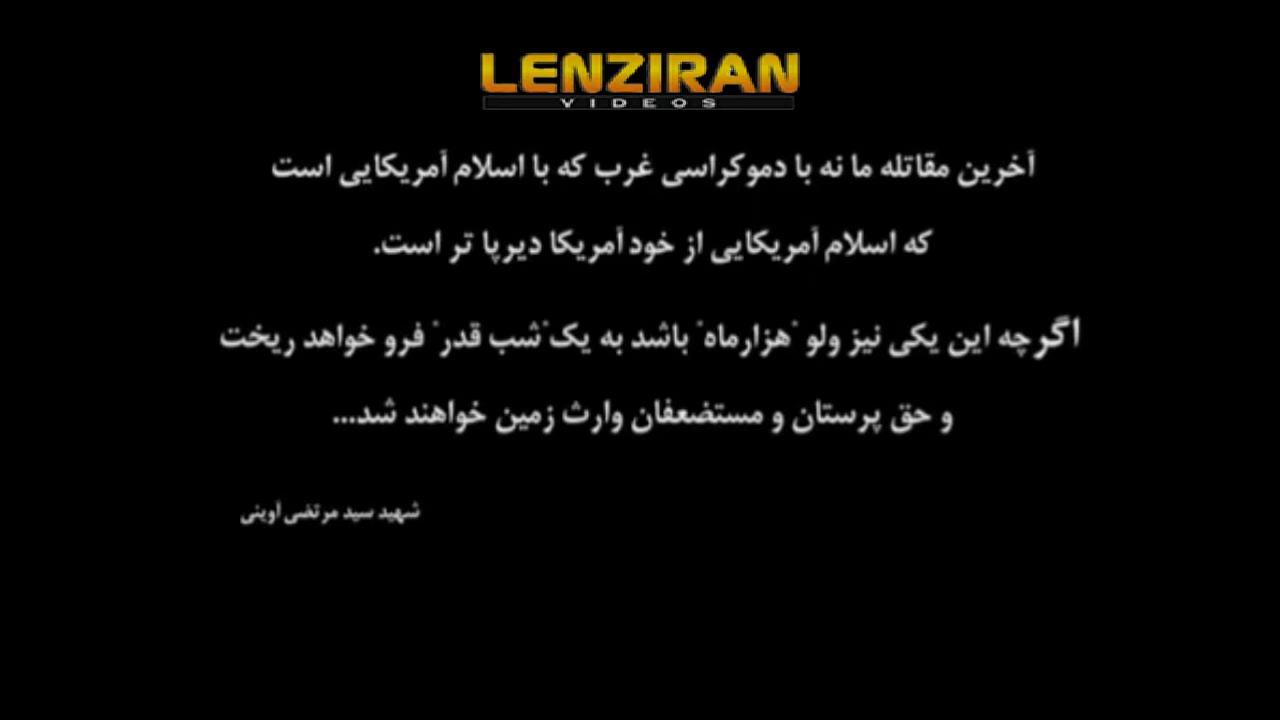 LENZIRAN
VIDEOS
آخرین مقاتله ما نه با دموکراسی غرب که با اسلام آمریکایی است
که اسلام آمریکایی از خود آمریکا دیرپا تر است.
اگرچه این یکی نیز ولو "هزارماه" باشد به یک"شب قدر" فرو خواهد ریخت
و حق پرستان و مستضعفان وارث زمین خواهند شد...
شهید سید مرتضی آوینی